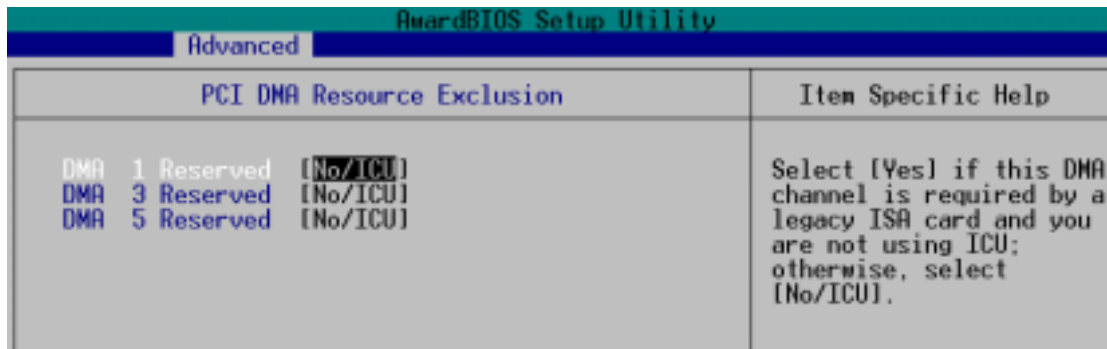 AwardBIOS Setup Utility
Advanced
PCI DMA Resource Exclusion
DMA 1 Reserved [No/ICU]
DMA 3 Reserved [No/ICU]
DMA 5 Reserved [No/ICU]
Item Specific Help
Select [Yes] if this DMA
channel is required by a
legacy ISA card and you
are not using ICU;
otherwise, select
[No/ICU].